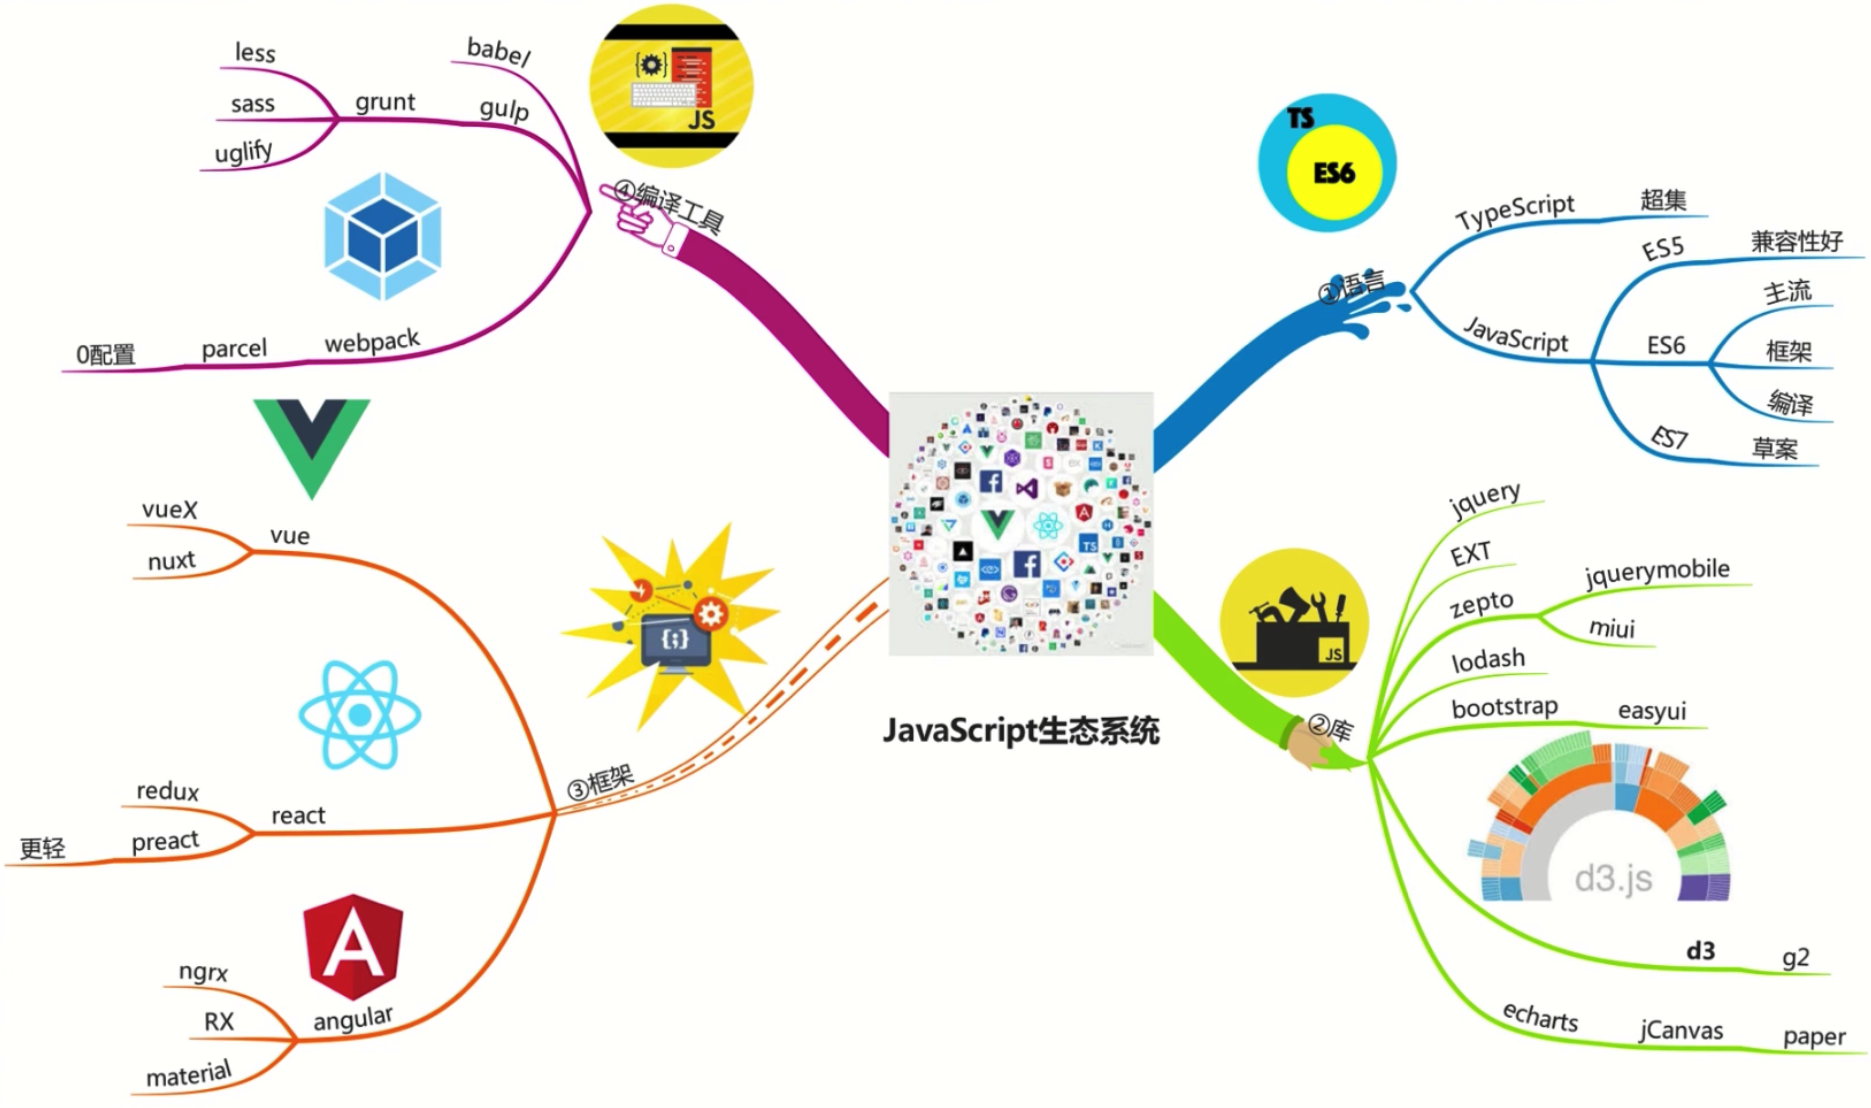 JavaScript生态系统
①语言
TS
ES6
TypeScript
超集
JavaScript
ES5
兼容性好
ES6
主流
框架
编译
ES7
草案
②库
JS
jquery
EXT
zepto
jquerymobile
miui
lodash
bootstrap
easyui
d3.js
d3
g2
echarts
jCanvas
paper
③框架
{;}
vue
vueX
nuxt
react
redux
preact
更轻
angular
ngrx
RX
material
④编译工具
JS
babel
gulp
grunt
less
sass
uglify
webpack
parcel
0配置